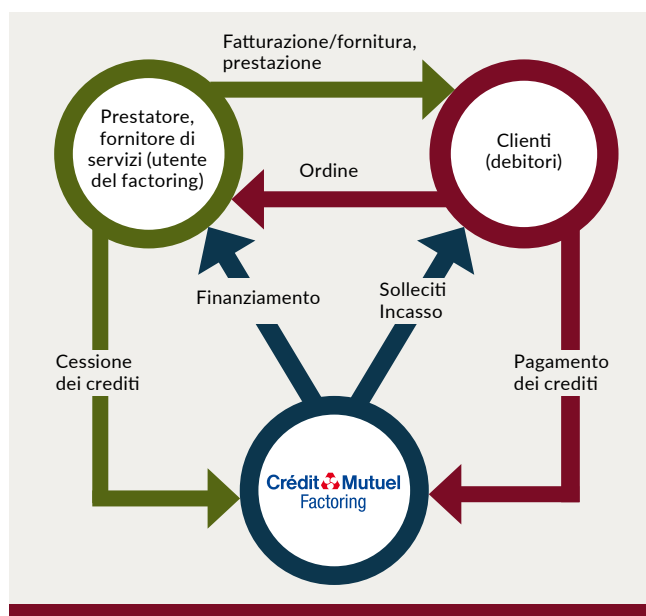 Fatturazione/fornitura,
prestazione
Prestatore,
fornitore di
servizi (utente
del factoring)
Clienti
(debitori)
Ordine
Finanziamento
Solleciti
Incasso
Cessione
dei crediti
Pagamento
dei crediti
Crédit Mutuel
Factoring